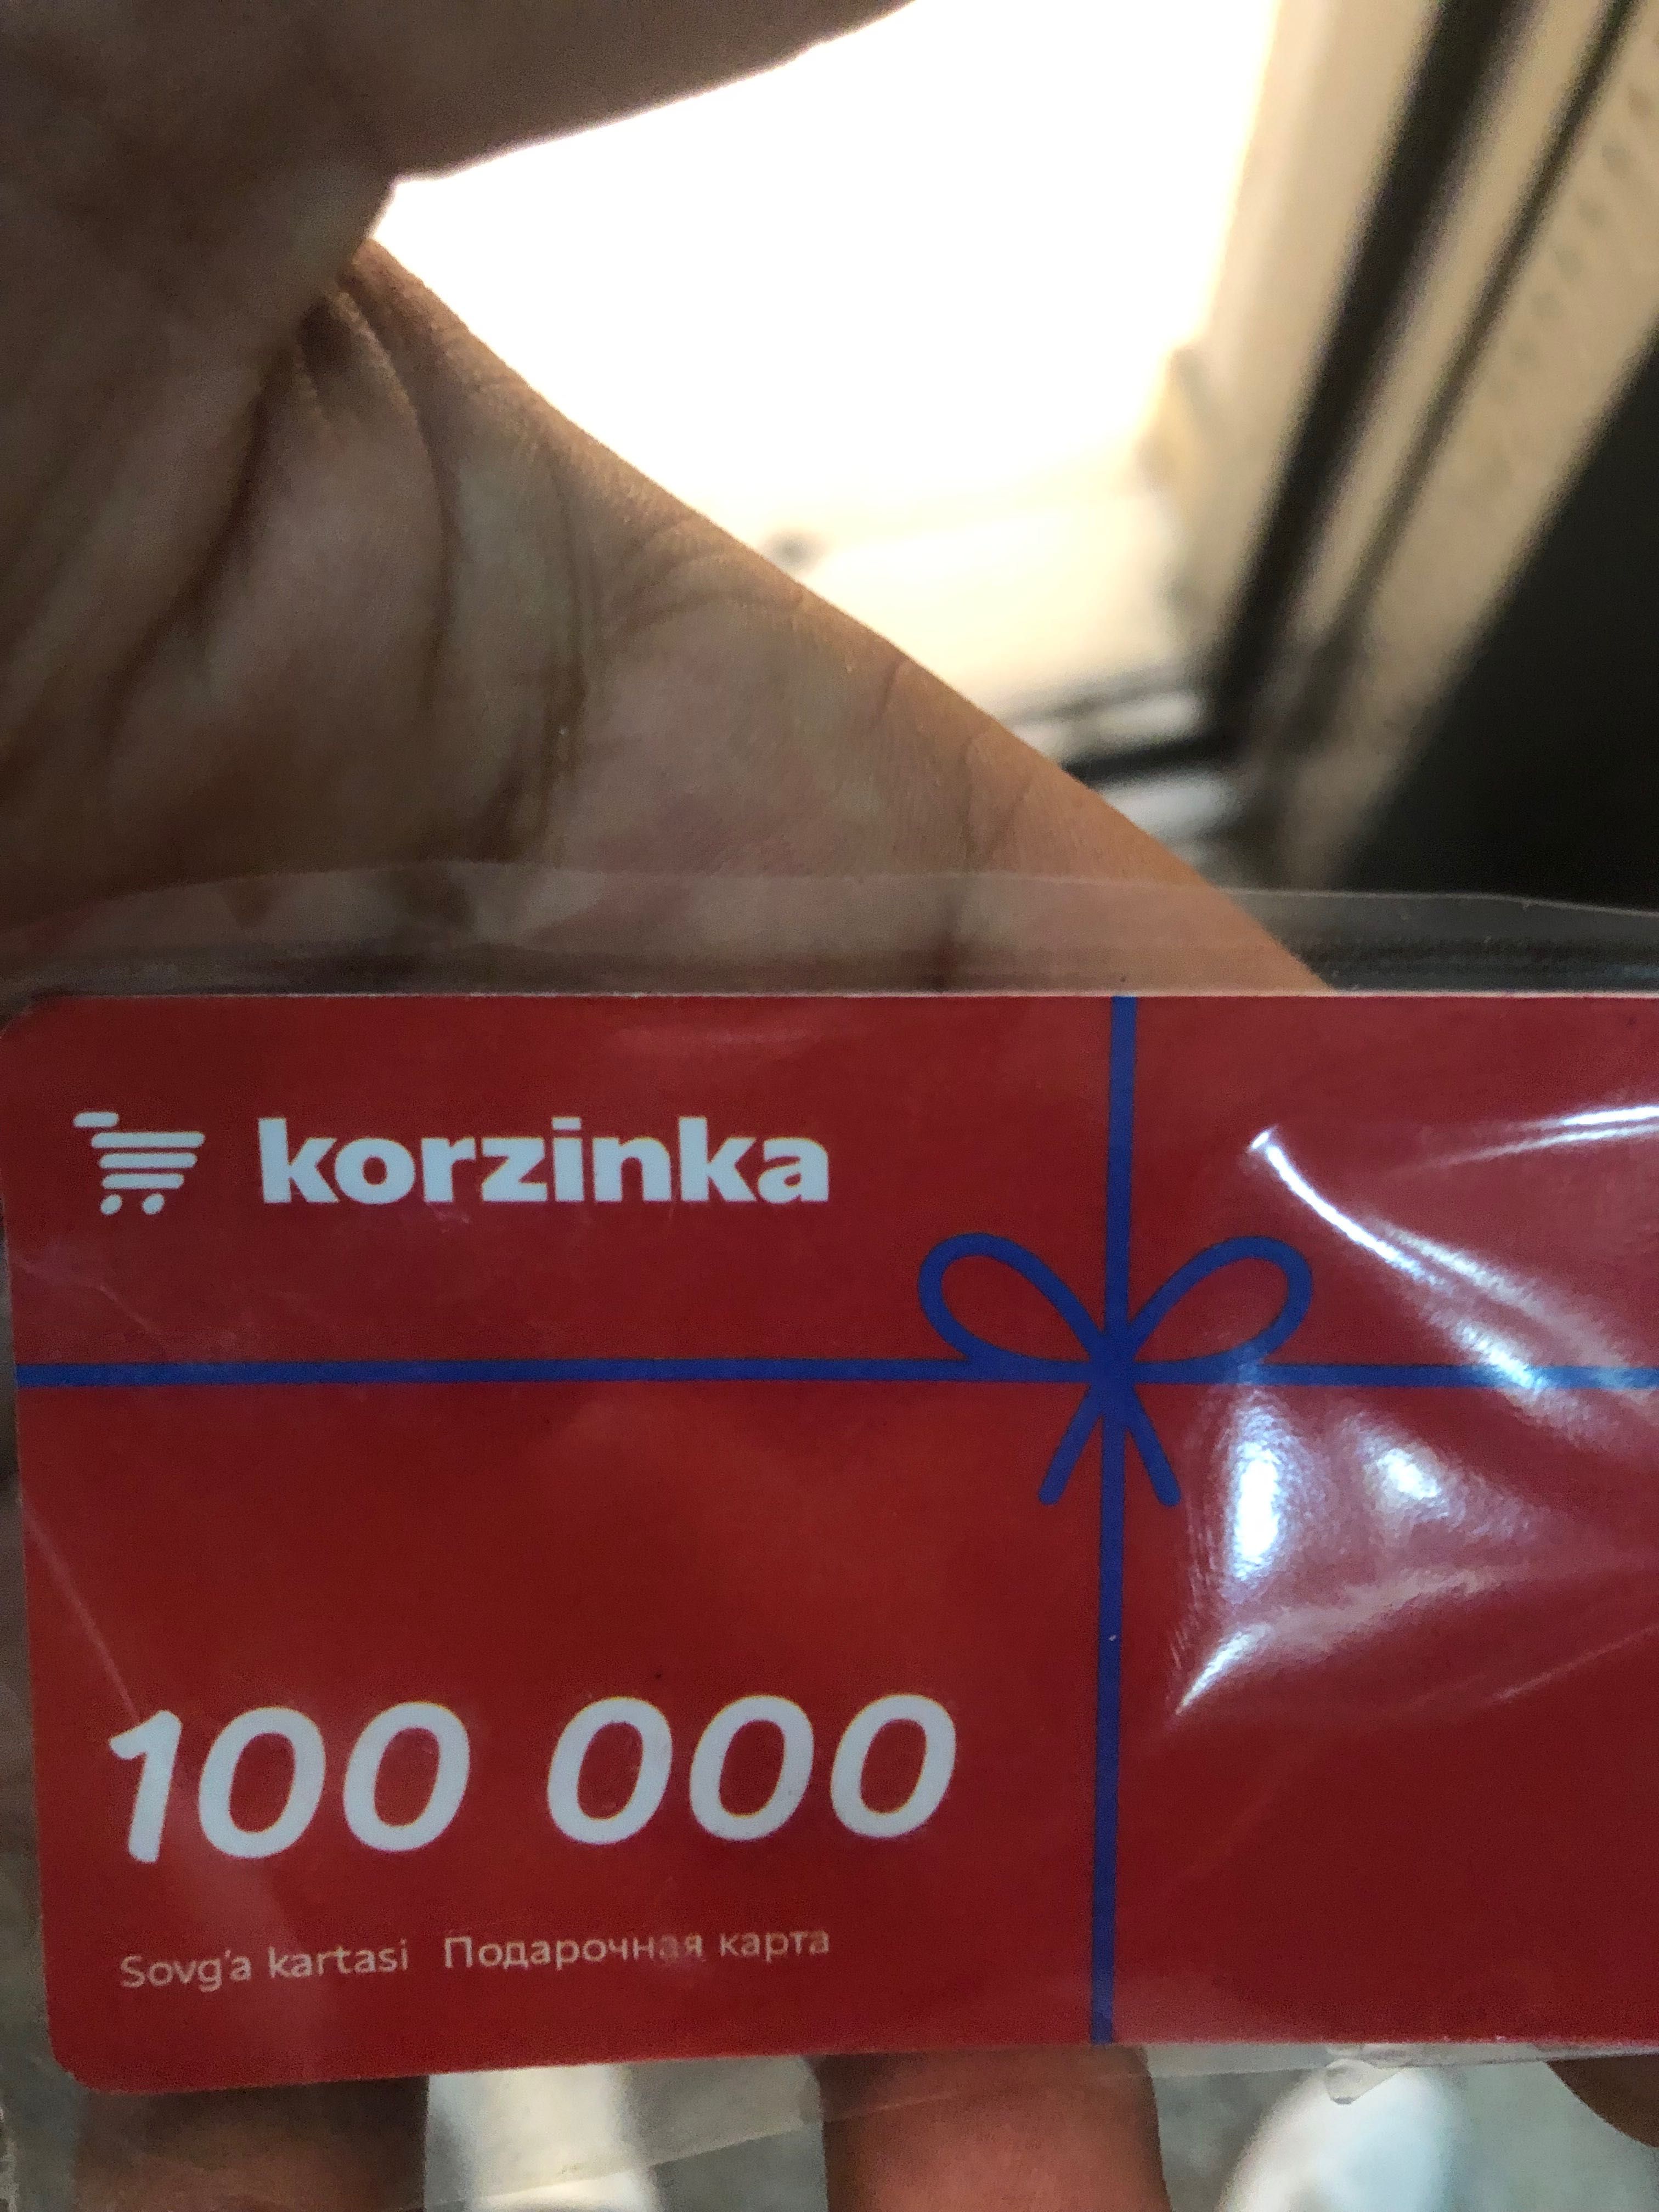 korzinka
100 000
Sovg'a kartasi Подарочная карта